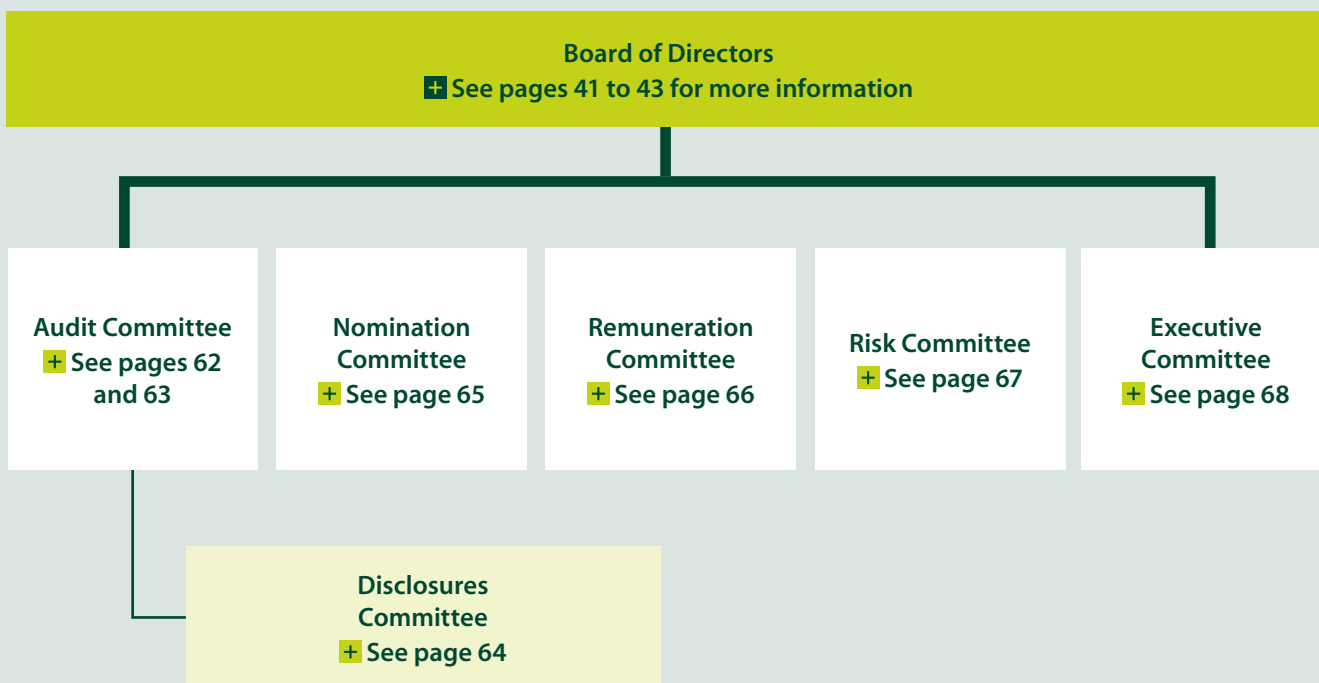 Board of Directors
+ See pages 41 to 43 for more information
Audit Committee
+ See pages 62
and 63
Nomination
Committee
+ See page 65
Remuneration
Committee
+ See page 66
Risk Committee
+ See page 67
Executive
Committee
+ See page 68
Disclosures
Committee
+ See page 64